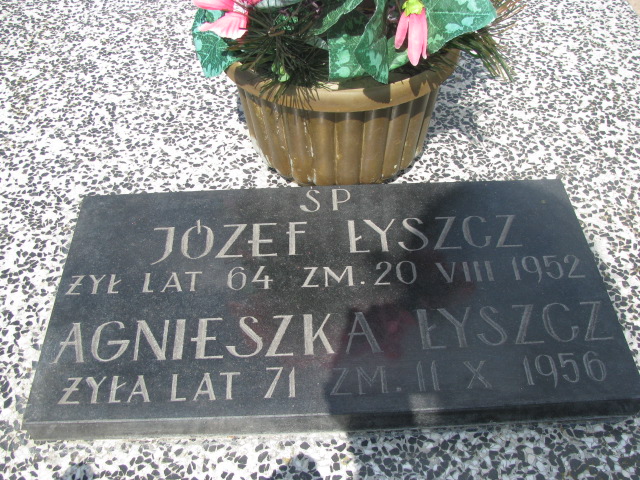 ŚP
JÓZEF ŁYSZCZ
ŻYŁ LAT 64 ZM. 20 VIII 1952
AGNIESZKA ŁYSZCZ
ŻYŁA LAT 71 ZM. 11 X 1956